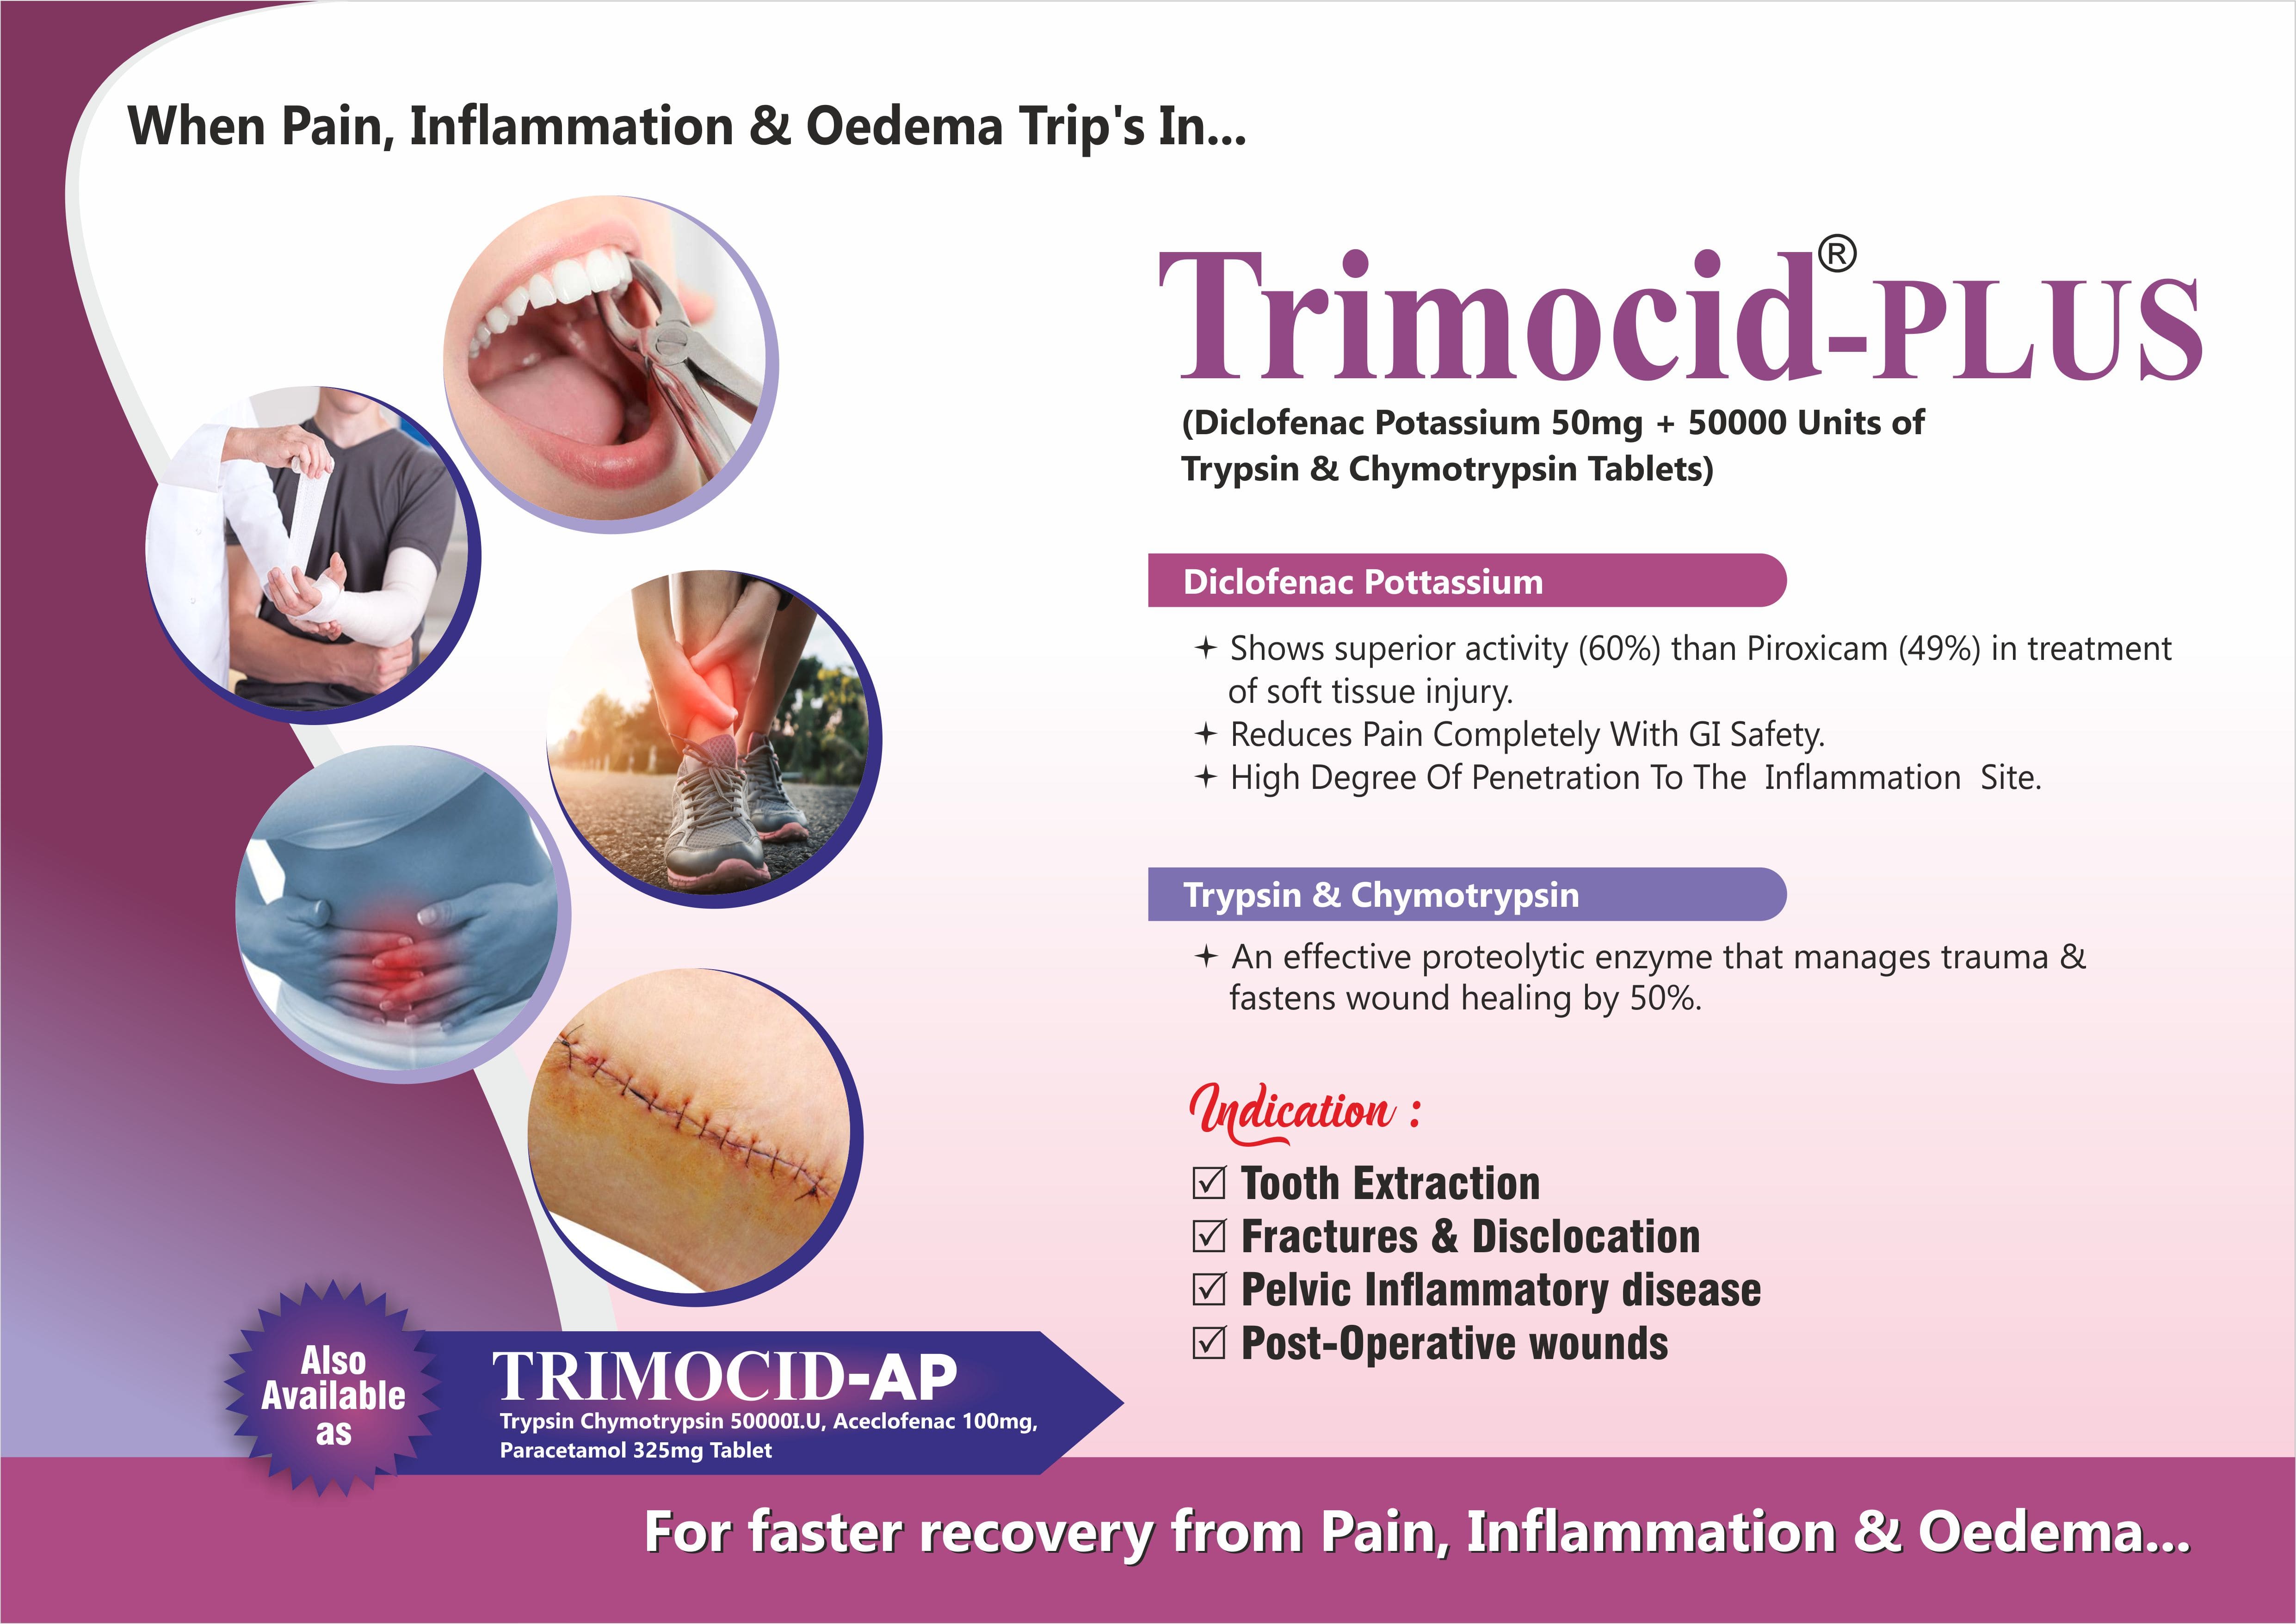 When Pain, Inflammation & Oedema Trip's In...
Trimocid®-PLUS
(Diclofenac Potassium 50mg + 50000 Units of
Trypsin & Chymotrypsin Tablets)
Diclofenac Pottassium
Shows superior activity (60%) than Piroxicam (49%) in treatment
of soft tissue injury.
Reduces Pain Completely With GI Safety.
High Degree Of Penetration To The Inflammation Site.
Trypsin & Chymotrypsin
An effective proteolytic enzyme that manages trauma &
fastens wound healing by 50%.
Indication :
☑ Tooth Extraction
☑ Fractures & Disclocation
☑ Pelvic Inflammatory disease
☑ Post-Operative wounds
Also
Available
as
TRIMOCID-AP
Trypsin Chymotrypsin 50000I.U, Aceclofenac 100mg,
Paracetamol 325mg Tablet
For faster recovery from Pain, Inflammation & Oedema...